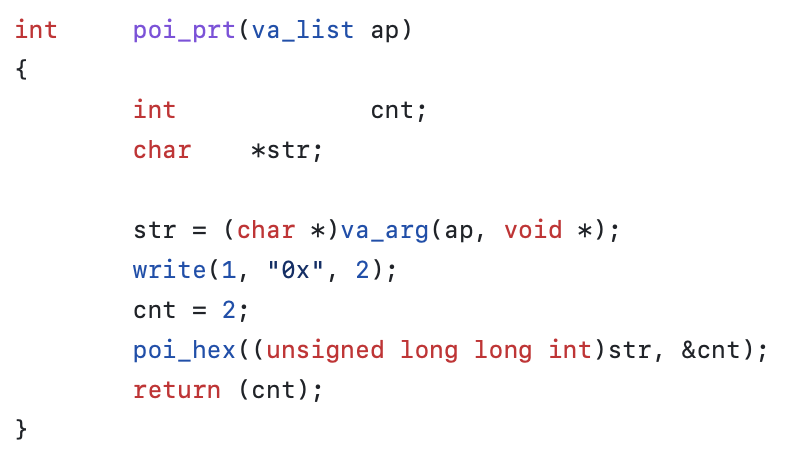 int poi_prt(va_list ap)
{
int cnt;
char *str;
str = (char *)va_arg(ap, void *);
write(1, "0x", 2);
cnt = 2;
poi_hex((unsigned long long int)str, &cnt);
return (cnt);
}